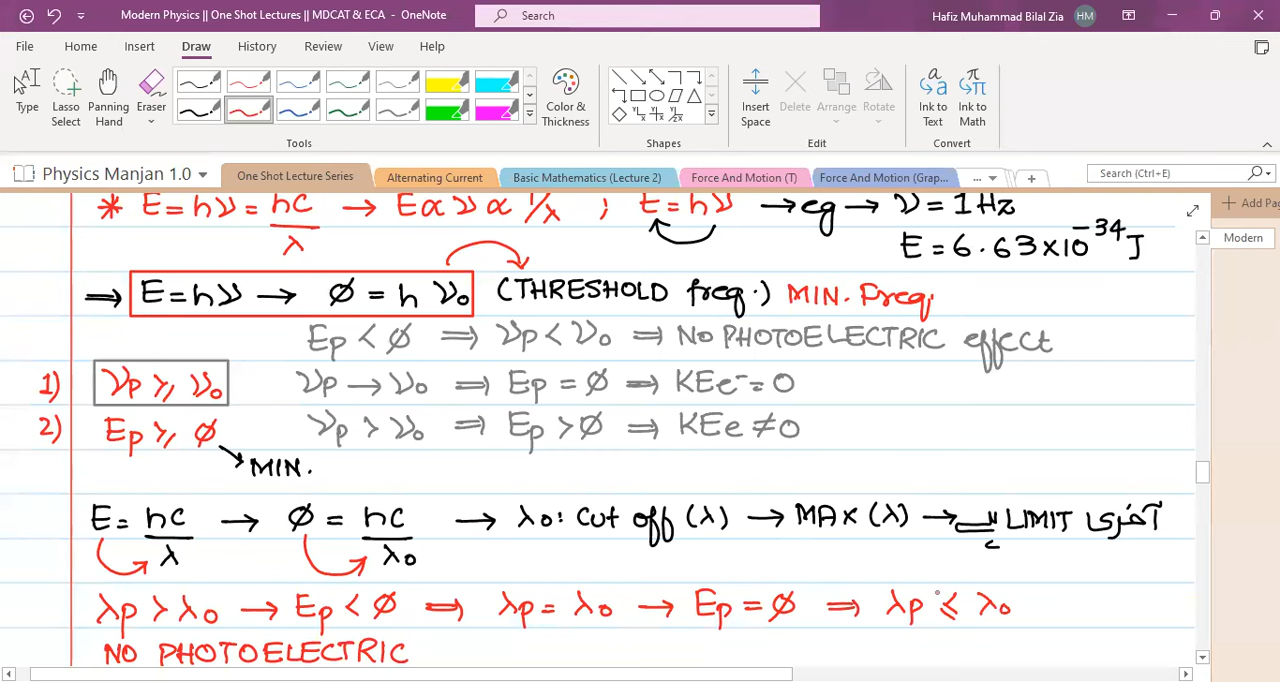 Modern Physics || One Shot Lectures || MDCAT & ECA - OneNote
Search
Hafiz Muhammad Bilal Zia HM
File Home Insert Draw History Review View Help
Type Lasso Select Panning Hand Eraser Color & Thickness Insert Space Delete Arrange Rotate Ink to Text Ink to Math
Tools Shapes Edit Convert
Physics Manjan 1.0 One Shot Lecture Series Alternating Current Basic Mathematics (Lecture 2) Force And Motion (T) Force And Motion (Grap... ... + Search (Ctrl+E)
+ Add Pag
Modern
* E = hν = hc/λ → E α ν α 1/λ ; E = hν → eg → ν = 1 Hz
E = 6.63 x 10^-34 J
⇒ E = hν → Ø = h ν₀ (THRESHOLD freq.) MIN. Freq.
Ep < Ø ⇒ νp < ν₀ ⇒ NO PHOTOELECTRIC effect
1) νp ⩾ ν₀ νp → ν₀ ⇒ Ep = Ø ⇒ KEe⁻ = 0
2) Ep ⩾ Ø νp > ν₀ ⇒ Ep > Ø ⇒ KEe ≠ 0
MIN.
E = hc/λ → Ø = hc/λ₀ → λ₀: Cut off (λ) → MAX (λ) → LIMIT آخری
λp > λ₀ → Ep < Ø ⇒ λp = λ₀ → Ep = Ø ⇒ λp ⩽ λ₀
NO PHOTOELECTRIC